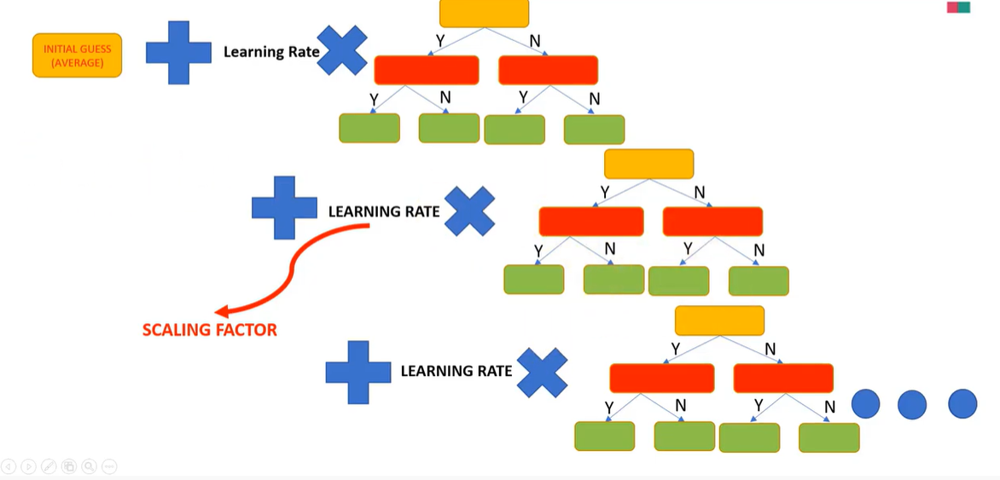 INITIAL GUESS
(AVERAGE)
Learning Rate
Y N
Y N Y N
LEARNING RATE
Y N
Y N Y N
SCALING FACTOR
LEARNING RATE
Y N
Y N Y N